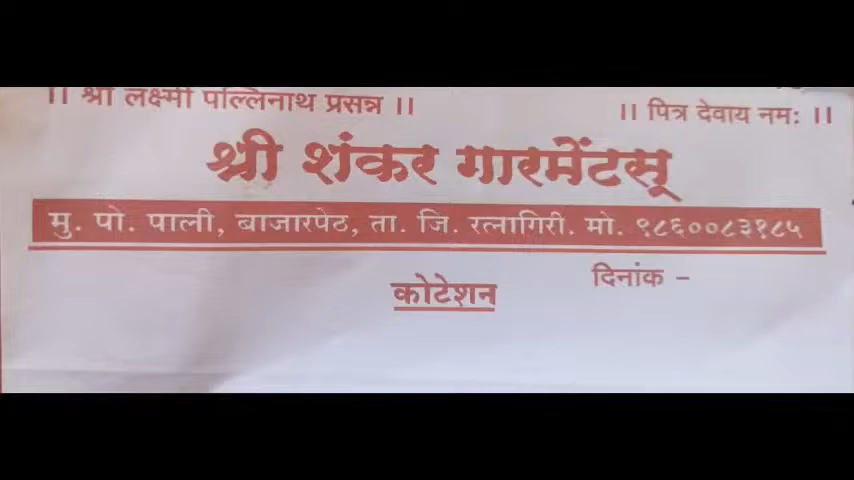 ।। श्री लक्ष्मी पल्लिनाथ प्रसन्न ।। ।। पित्र देवाय नमः ।।
श्री शंकर गारमेंटस्
मु. पो. पाली, बाजारपेठ, ता. जि. रत्नागिरी. मो. ९८६००८३१८५
दिनांक -
कोटेशन